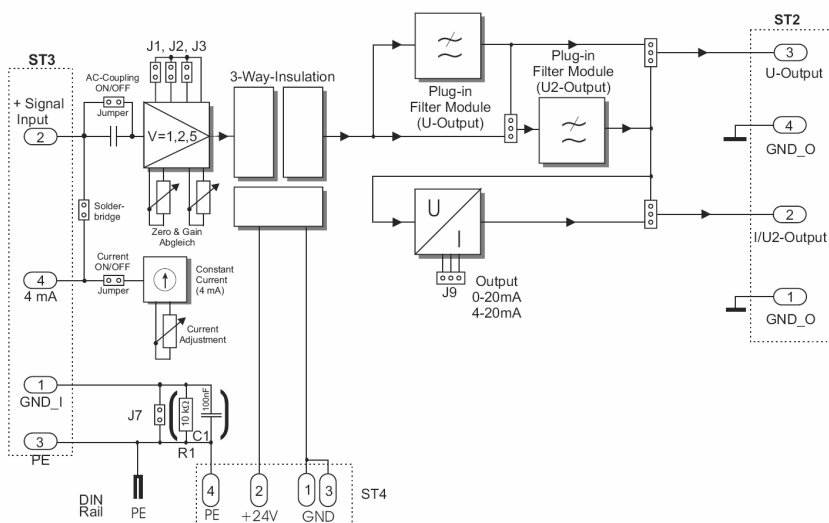 ST3
AC-Coupling
ON/OFF
Jumper
J1, J2, J3
3-Way-Insulation
+ Signal
Input
2
V=1,2,5
Zero & Gain
Abgleich
Solder-
bridge
Current
ON/OFF
Jumper
4
4 mA
Constant
Current
(4 mA)
Current
Adjustment
1
GND_I
J7
10 kΩ
100nF
C1
R1
3
PE
DIN
Rail
PE
4
PE
2
+24V
1
3
GND
ST4
Plug-in
Filter Module
(U-Output)
Plug-in
Filter Module
(U2-Output)
U
I
J9
Output
0-20mA
4-20mA
ST2
3
U-Output
4
GND_O
2
I/U2-Output
1
GND_O